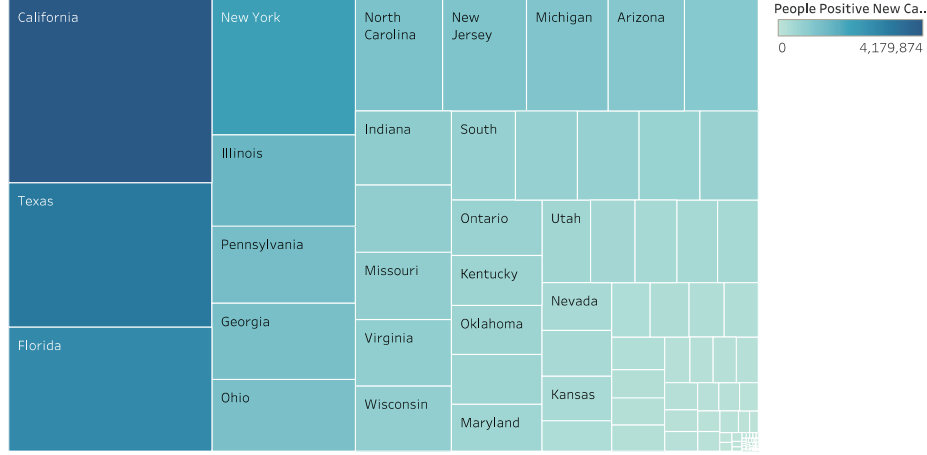 California
New York
North
Carolina
New
Jersey
Michigan
Arizona
People Positive New Ca..
0
4,179,874
Indiana
South
Illinois
Texas
Ontario
Utah
Pennsylvania
Missouri
Kentucky
Nevada
Georgia
Oklahoma
Florida
Virginia
Ohio
Wisconsin
Kansas
Maryland